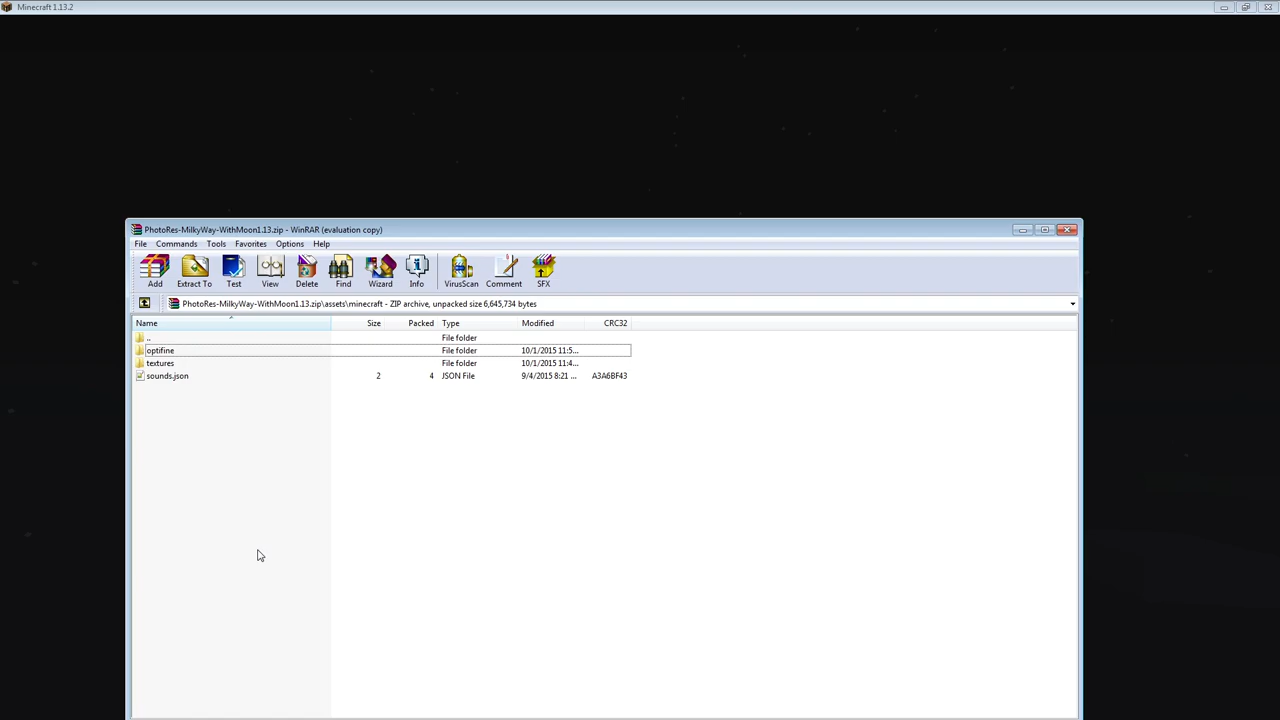 Minecraft 1.13.2
PhotoRes-MilkyWay-WithMoon1.13.zip - WinRAR (evaluation copy)
File Commands Tools Favorites Options Help
Add Extract To Test View Delete Find Wizard Info VirusScan Comment SFX
PhotoRes-MilkyWay-WithMoon1.13.zip\assets\minecraft - ZIP archive, unpacked size 6,645,734 bytes
Name Size Packed Type Modified CRC32
.. File folder
optifine File folder 10/1/2015 11:5...
textures File folder 10/1/2015 11:4...
sounds.json 2 4 JSON File 9/4/2015 8:21 ... A3A6BF43